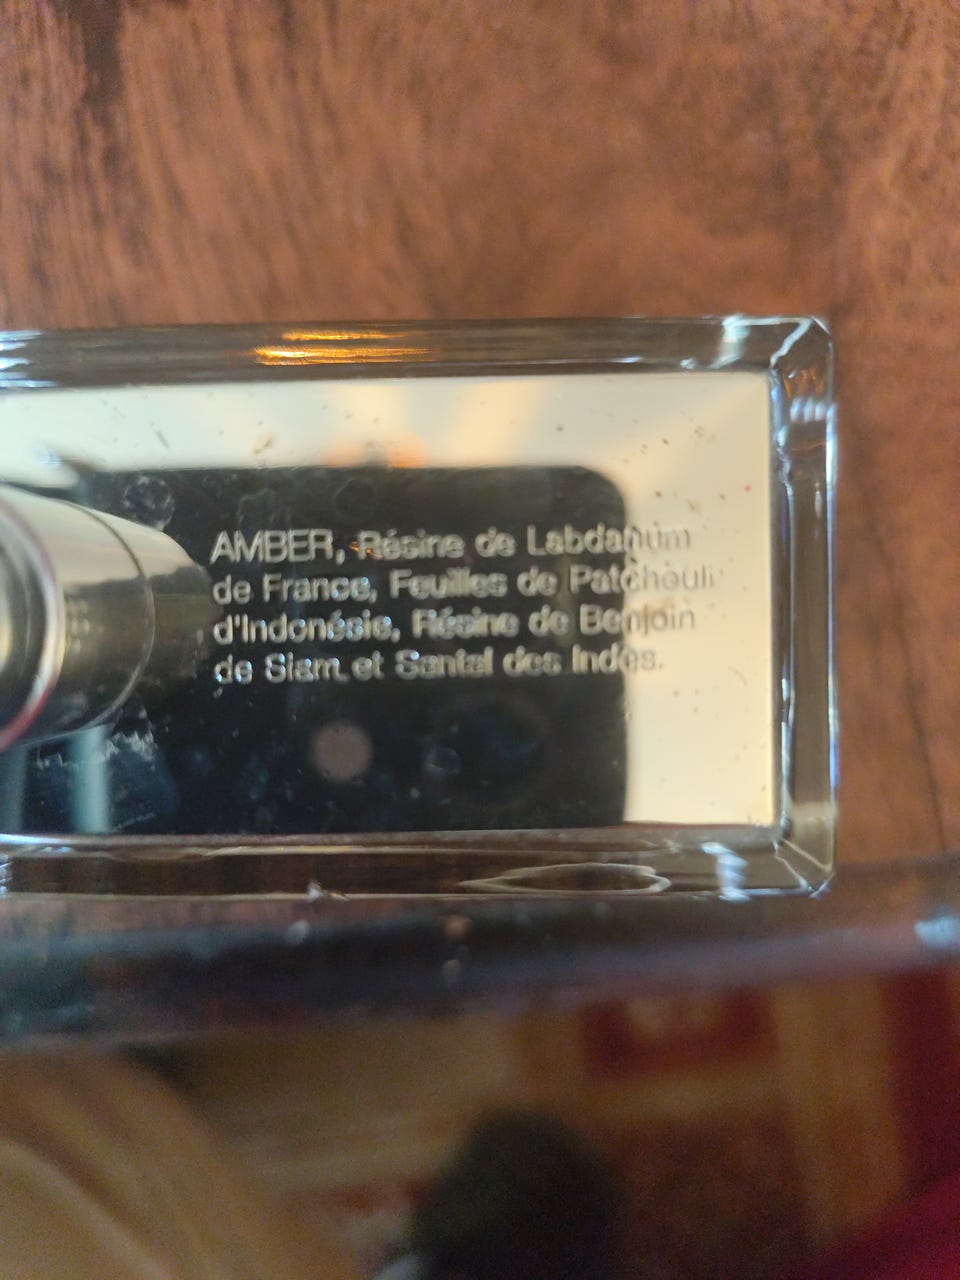 AMBER, Résine de Labdanum
de France, Feuilles de Patchouli
d'Indonésie, Résine de Benjoin
de Siam et Santal des Indes.